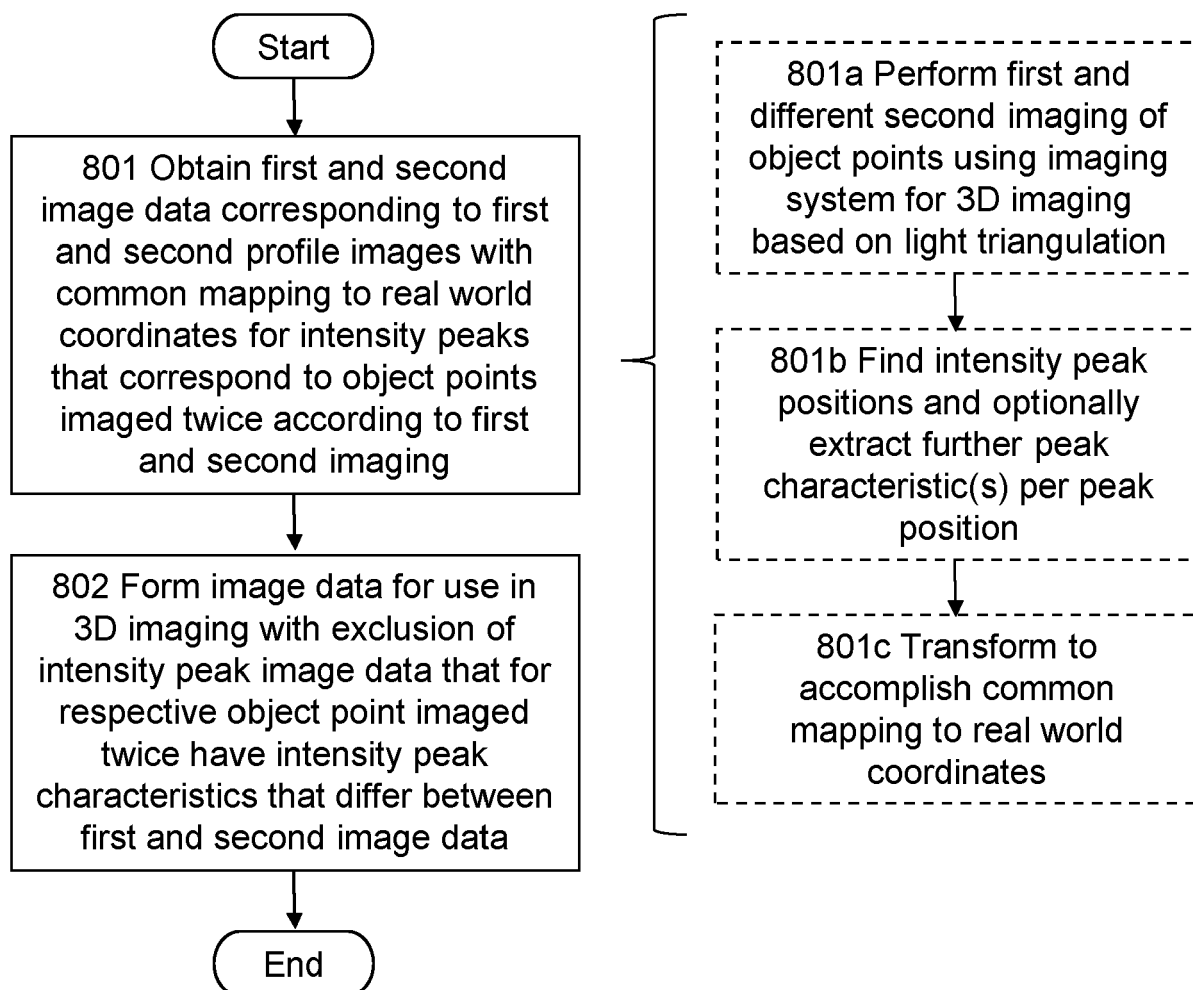 Start
801 Obtain first and second
image data corresponding to first
and second profile images with
common mapping to real world
coordinates for intensity peaks
that correspond to object points
imaged twice according to first
and second imaging
802 Form image data for use in
3D imaging with exclusion of
intensity peak image data that for
respective object point imaged
twice have intensity peak
characteristics that differ between
first and second image data
End
801a Perform first and
different second imaging of
object points using imaging
system for 3D imaging
based on light triangulation
801b Find intensity peak
positions and optionally
extract further peak
characteristic(s) per peak
position
801c Transform to
accomplish common
mapping to real world
coordinates